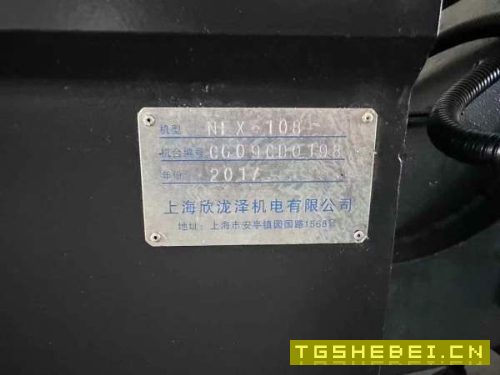 机型 NLX-108
机台编号 GG09CD0108
年份 2017
上海欣泷泽机电有限公司
地址：上海市安亭镇园国路1568号
TGSHEBEI.CN